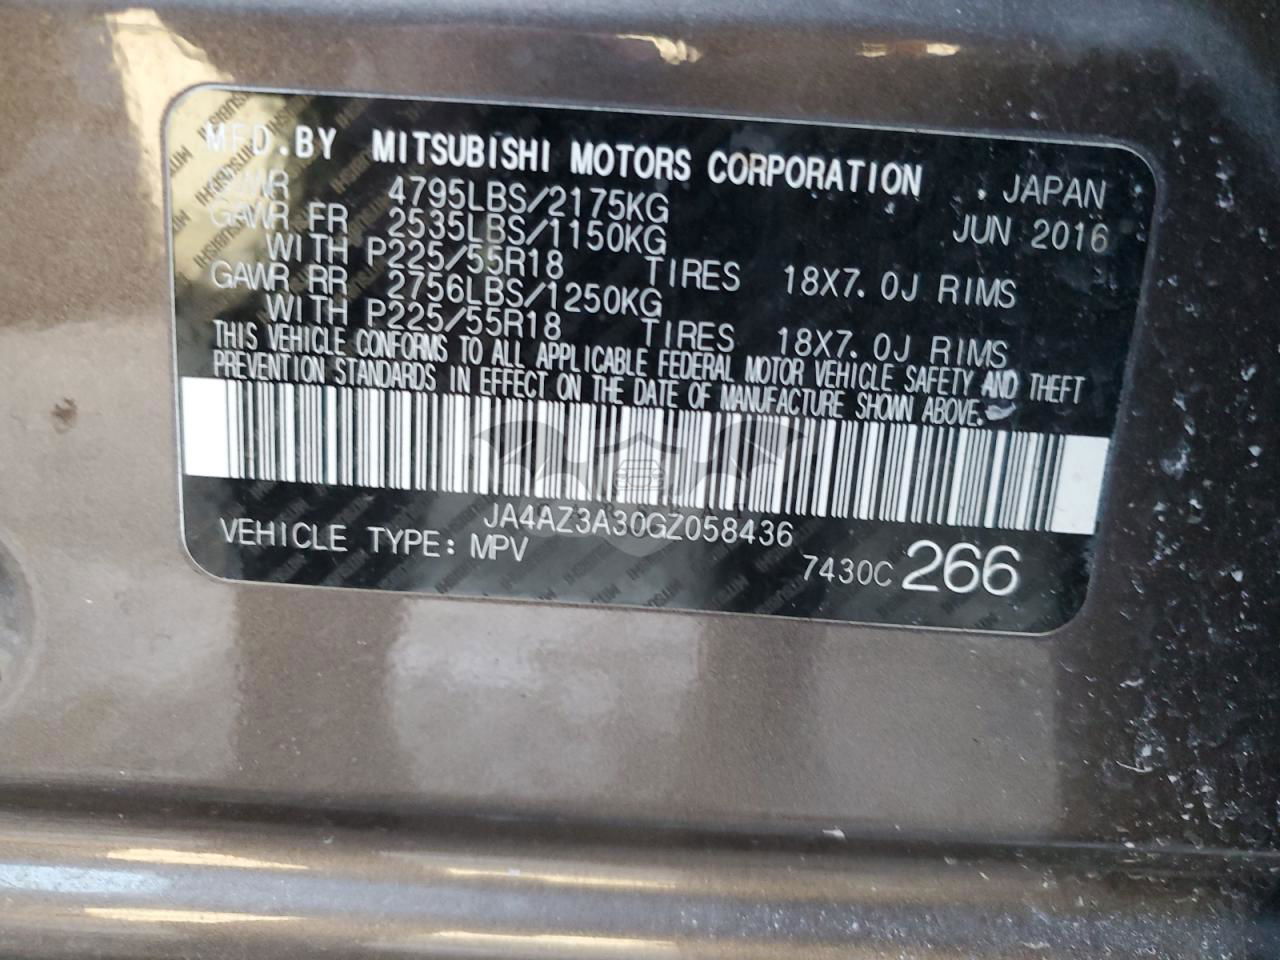 MFD.BY MITSUBISHI MOTORS CORPORATION , JAPAN
GVWR 4795LBS/2175KG JUN 2016
GAWR FR 2535LBS/1150KG
WITH P225/55R18 TIRES 18X7.0J RIMS
GAWR RR 2756LBS/1250KG
WITH P225/55R18 TIRES 18X7.0J RIMS
THIS VEHICLE CONFORMS TO ALL APPLICABLE FEDERAL MOTOR VEHICLE SAFETY AND THEFT
PREVENTION STANDARDS IN EFFECT ON THE DATE OF MANUFACTURE SHOWN ABOVE.
JA4AZ3A30GZ058436
VEHICLE TYPE: MPV 7430C 266